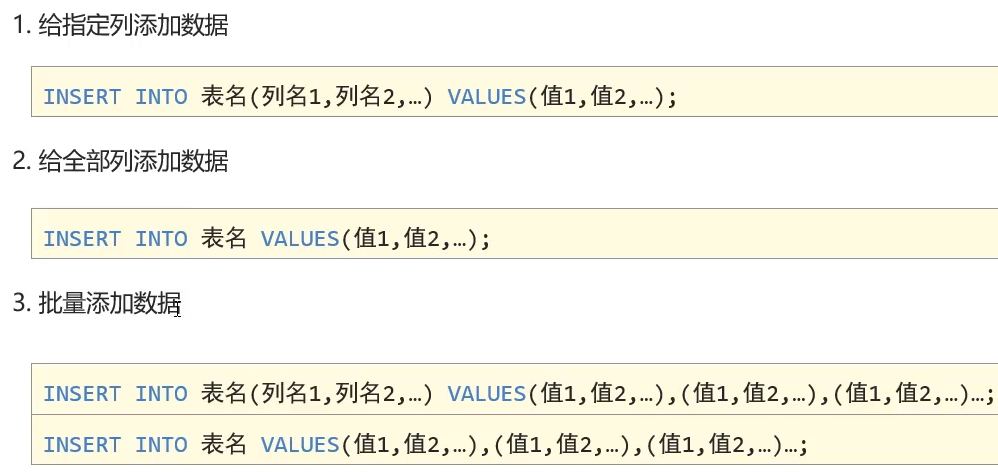 1. 给指定列添加数据
INSERT INTO 表名(列名1,列名2,…) VALUES(值1,值2,…);
2. 给全部列添加数据
INSERT INTO 表名 VALUES(值1,值2,…);
3. 批量添加数据
INSERT INTO 表名(列名1,列名2,…) VALUES(值1,值2,…),(值1,值2,…),(值1,值2,…)…;
INSERT INTO 表名 VALUES(值1,值2,…),(值1,值2,…),(值1,值2,…)…;